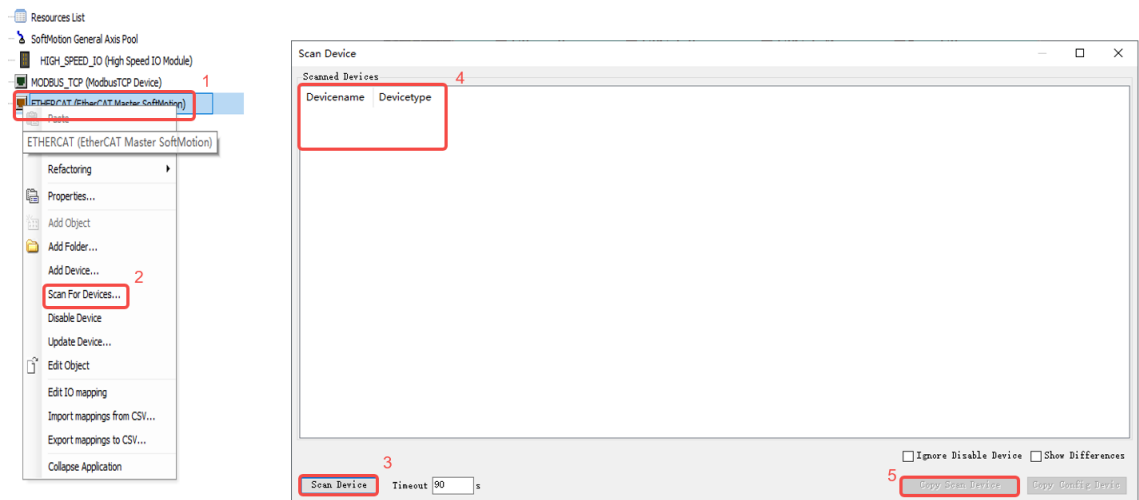 Resources List
SoftMotion General Axis Pool
HIGH_SPEED_IO (High Speed IO Module)
MODBUS_TCP (ModbusTCP Device)
1
ETHERCAT (EtherCAT Master SoftMotion)
Paste
ETHERCAT (EtherCAT Master SoftMotion)
Refactoring
Properties...
Add Object
Add Folder...
Add Device...
2
Scan For Devices...
Disable Device
Update Device...
Edit Object
Edit IO mapping
Import mappings from CSV...
Export mappings to CSV...
Collapse Application
Scan Device
Scanned Devices
4
Devicename Devicetype
Ignore Disable Device Show Differences
3
5
Scan Device Timeout 90 s Copy Scan Device Copy Config Devic